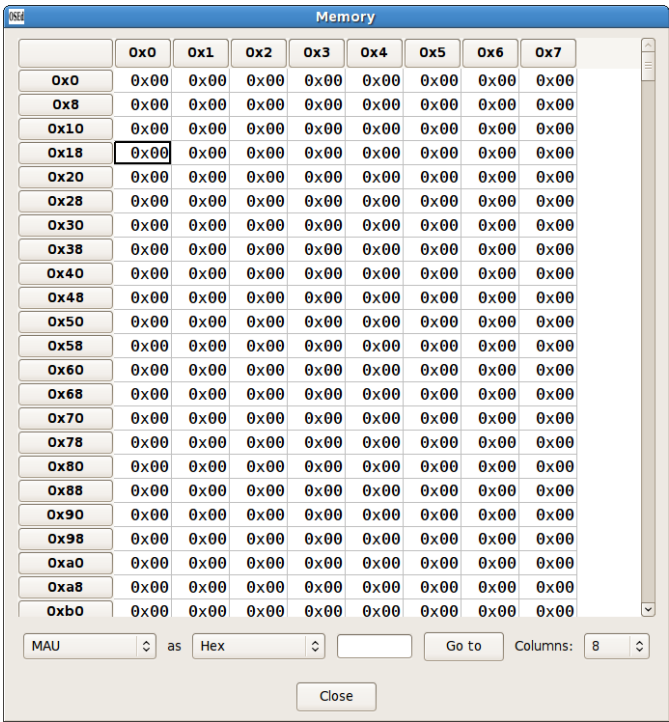 OSEd Memory
0x0 0x1 0x2 0x3 0x4 0x5 0x6 0x7
0x0 0x00 0x00 0x00 0x00 0x00 0x00 0x00 0x00
0x8 0x00 0x00 0x00 0x00 0x00 0x00 0x00 0x00
0x10 0x00 0x00 0x00 0x00 0x00 0x00 0x00 0x00
0x18 0x00 0x00 0x00 0x00 0x00 0x00 0x00 0x00
0x20 0x00 0x00 0x00 0x00 0x00 0x00 0x00 0x00
0x28 0x00 0x00 0x00 0x00 0x00 0x00 0x00 0x00
0x30 0x00 0x00 0x00 0x00 0x00 0x00 0x00 0x00
0x38 0x00 0x00 0x00 0x00 0x00 0x00 0x00 0x00
0x40 0x00 0x00 0x00 0x00 0x00 0x00 0x00 0x00
0x48 0x00 0x00 0x00 0x00 0x00 0x00 0x00 0x00
0x50 0x00 0x00 0x00 0x00 0x00 0x00 0x00 0x00
0x58 0x00 0x00 0x00 0x00 0x00 0x00 0x00 0x00
0x60 0x00 0x00 0x00 0x00 0x00 0x00 0x00 0x00
0x68 0x00 0x00 0x00 0x00 0x00 0x00 0x00 0x00
0x70 0x00 0x00 0x00 0x00 0x00 0x00 0x00 0x00
0x78 0x00 0x00 0x00 0x00 0x00 0x00 0x00 0x00
0x80 0x00 0x00 0x00 0x00 0x00 0x00 0x00 0x00
0x88 0x00 0x00 0x00 0x00 0x00 0x00 0x00 0x00
0x90 0x00 0x00 0x00 0x00 0x00 0x00 0x00 0x00
0x98 0x00 0x00 0x00 0x00 0x00 0x00 0x00 0x00
0xa0 0x00 0x00 0x00 0x00 0x00 0x00 0x00 0x00
0xa8 0x00 0x00 0x00 0x00 0x00 0x00 0x00 0x00
0xb0 0x00 0x00 0x00 0x00 0x00 0x00 0x00 0x00
MAU as Hex Go to Columns: 8
Close